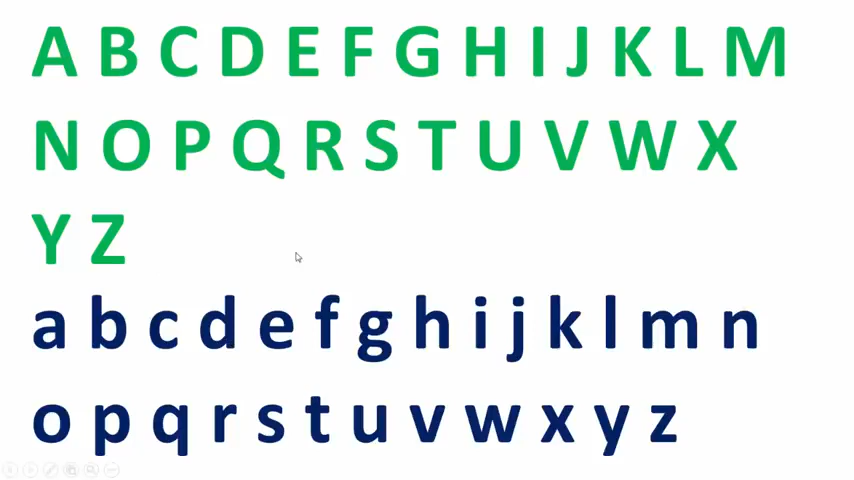 A B C D E F G H I J K L M
N O P Q R S T U V W X
Y Z
a b c d e f g h i j k l m n
o p q r s t u v w x y z